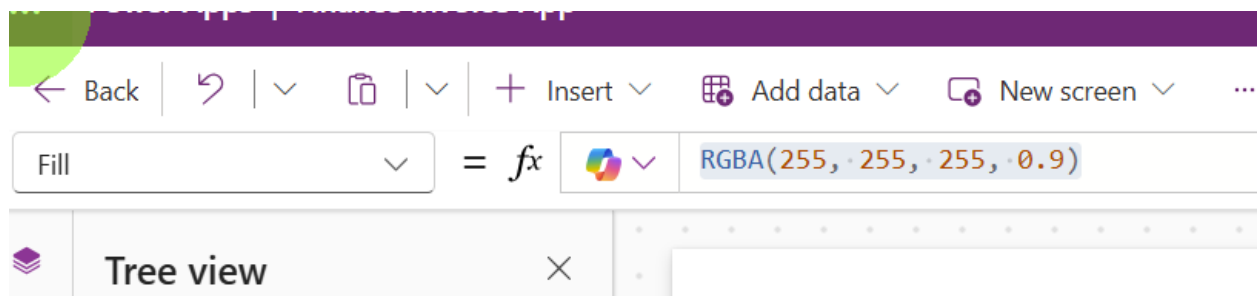 Back
Insert
Add data
New screen
...
Fill
= fx
RGBA(255, 255, 255, 0.9)
Tree view